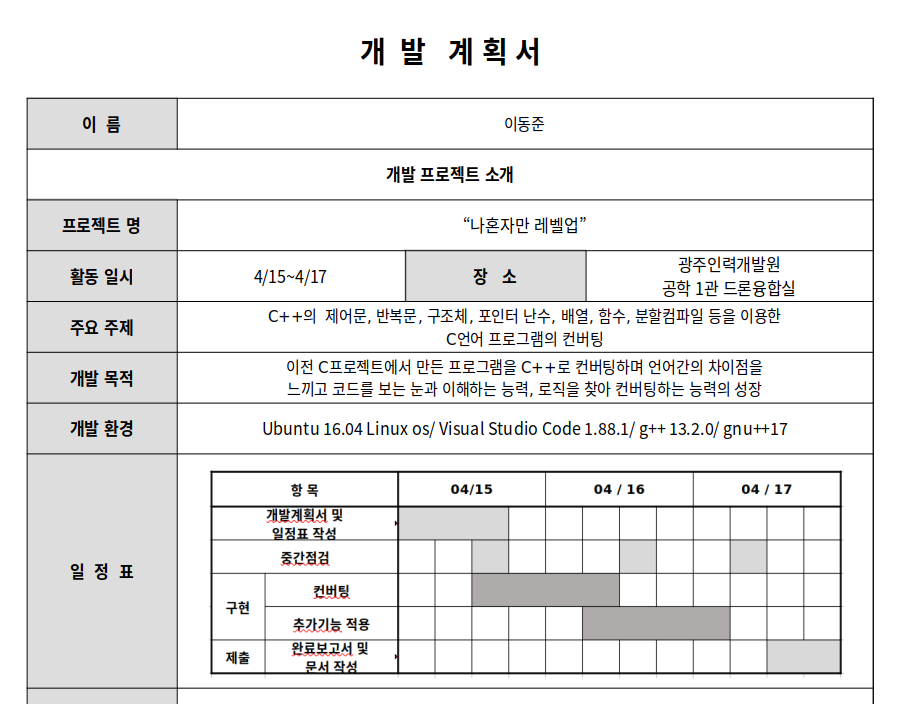 개 발 계 획 서
이 름
이동준
개발 프로젝트 소개
프로젝트 명
“나혼자만 레벨업”
활동 일시
4/15~4/17
장 소
광주인력개발원
공학 1관 드론융합실
주요 주제
C++의 제어문, 반복문, 구조체, 포인터 난수, 배열, 함수, 분할컴파일 등을 이용한
C언어 프로그램의 컨버팅
개발 목적
이전 C프로젝트에서 만든 프로그램을 C++로 컨버팅하며 언어간의 차이점을
느끼고 코드를 보는 눈과 이해하는 능력, 로직을 찾아 컨버팅하는 능력의 성장
개발 환경
Ubuntu 16.04 Linux os/ Visual Studio Code 1.88.1/ g++ 13.2.0/ gnu++17
일 정 표
항 목
04/15
04 / 16
04 / 17
개발계획서 및
일정표 작성
중간점검
구현
컨버팅
추가기능 적용
제출
완료보고서 및
문서 작성